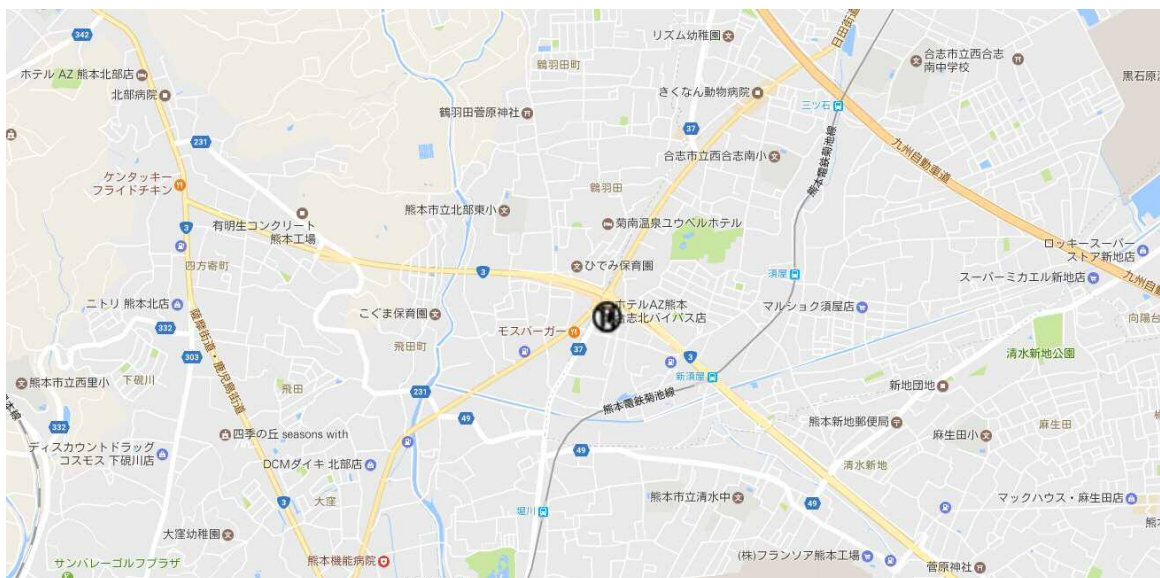 342
ホテル AZ 熊本北部店
北部病院
231
ケンタッキー
フライドチキン
3
有明生コンクリート
熊本工場
四方寄町
ニトリ 熊本北店
332
303
薩摩街道・鹿児島街道
熊本市立西里小
下硯川
332
ディスカウントドラッグ
コスモス 下硯川店
飛田
四季の丘 seasons with
DCMダイキ 北部店
大窪
3
大窪幼稚園
サンバレーゴルフプラザ
熊本機能病院
リズム幼稚園
日田街道
鶴羽田町
きくなん動物病院
鶴羽田菅原神社
37
合志市立西合志南小
鶴羽田
熊本市立北部東小
菊南温泉ユウベルホテル
ひでみ保育園
3
ホテルAZ熊本
合志北バイパス店
こぐま保育園
モスバーガー
飛田町
37
231
49
熊本電鉄菊池線
新須屋
3
49
堀川
熊本市立清水中
49
(株)フランソア熊本工場
菅原神社
合志市立西合志
南中学校
三ツ石
九州自動車道
熊本電鉄菊池線
須屋
マルショク須屋店
黒石原
ロッキースーパー
ストア新地店
スーパーミカエル新地店
九州自
向陽台
清水新地公園
新地団地
熊本新地郵便局
麻生田小
麻生田
清水新地
マックハウス・麻生田店